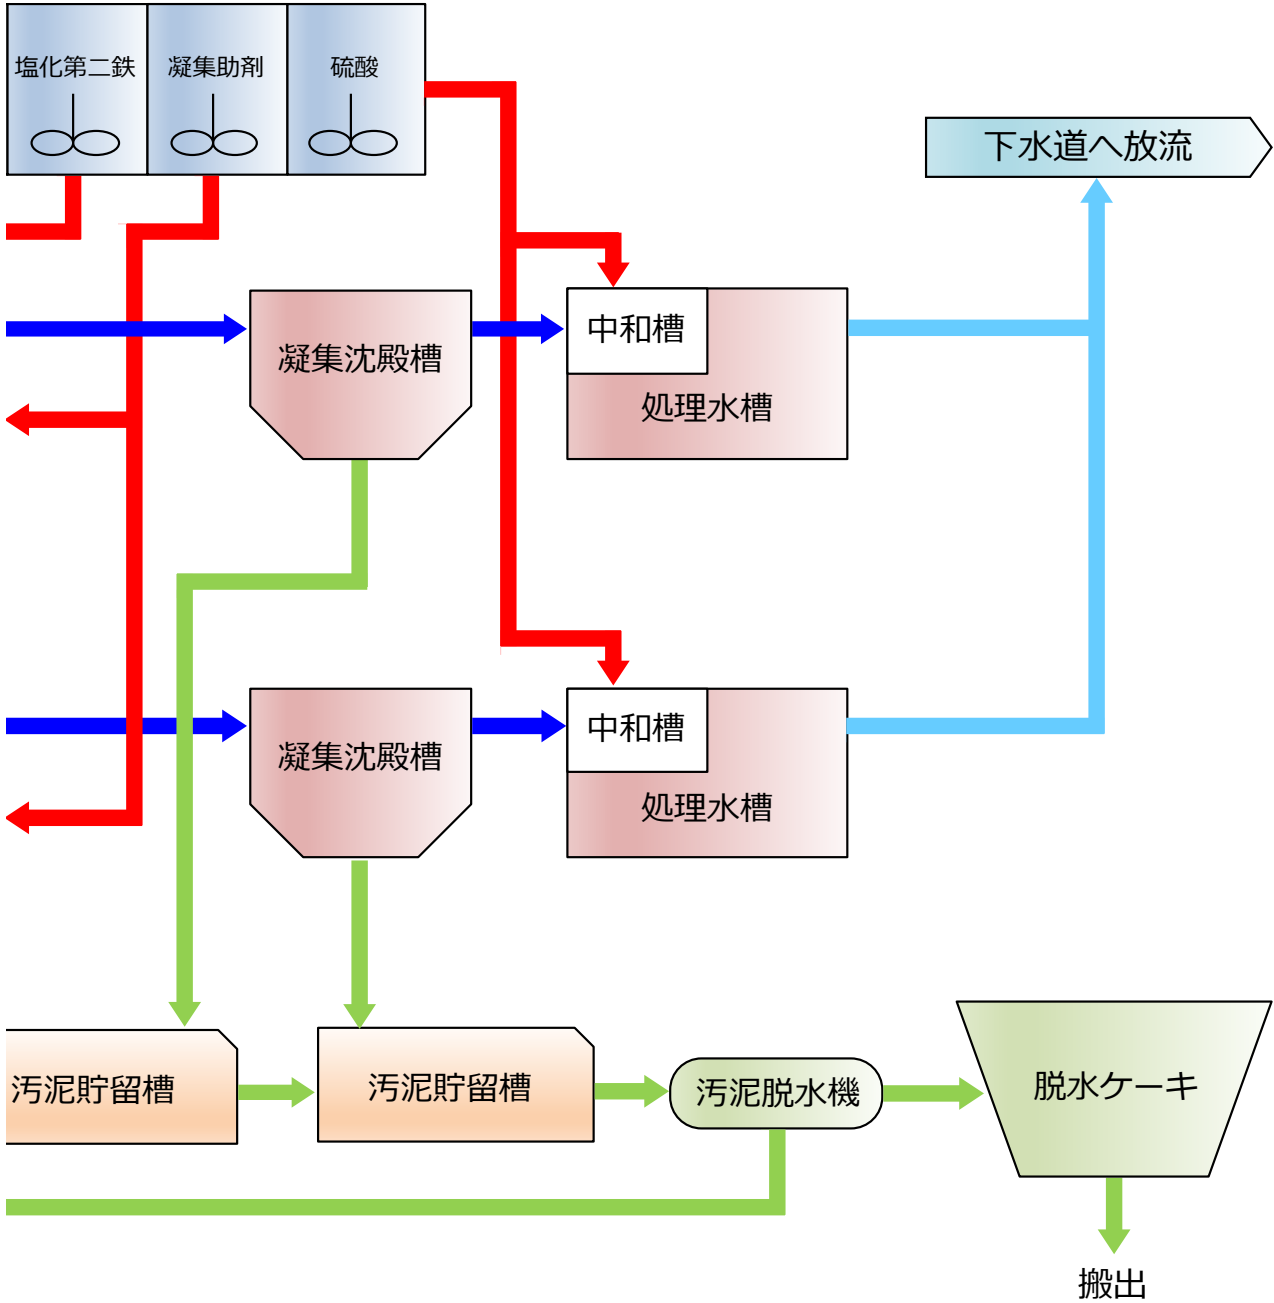 塩化第二鉄
凝集助剤
硫酸
下水道へ放流
凝集沈殿槽
中和槽
処理水槽
凝集沈殿槽
中和槽
処理水槽
汚泥貯留槽
汚泥貯留槽
汚泥脱水機
脱水ケーキ
搬出